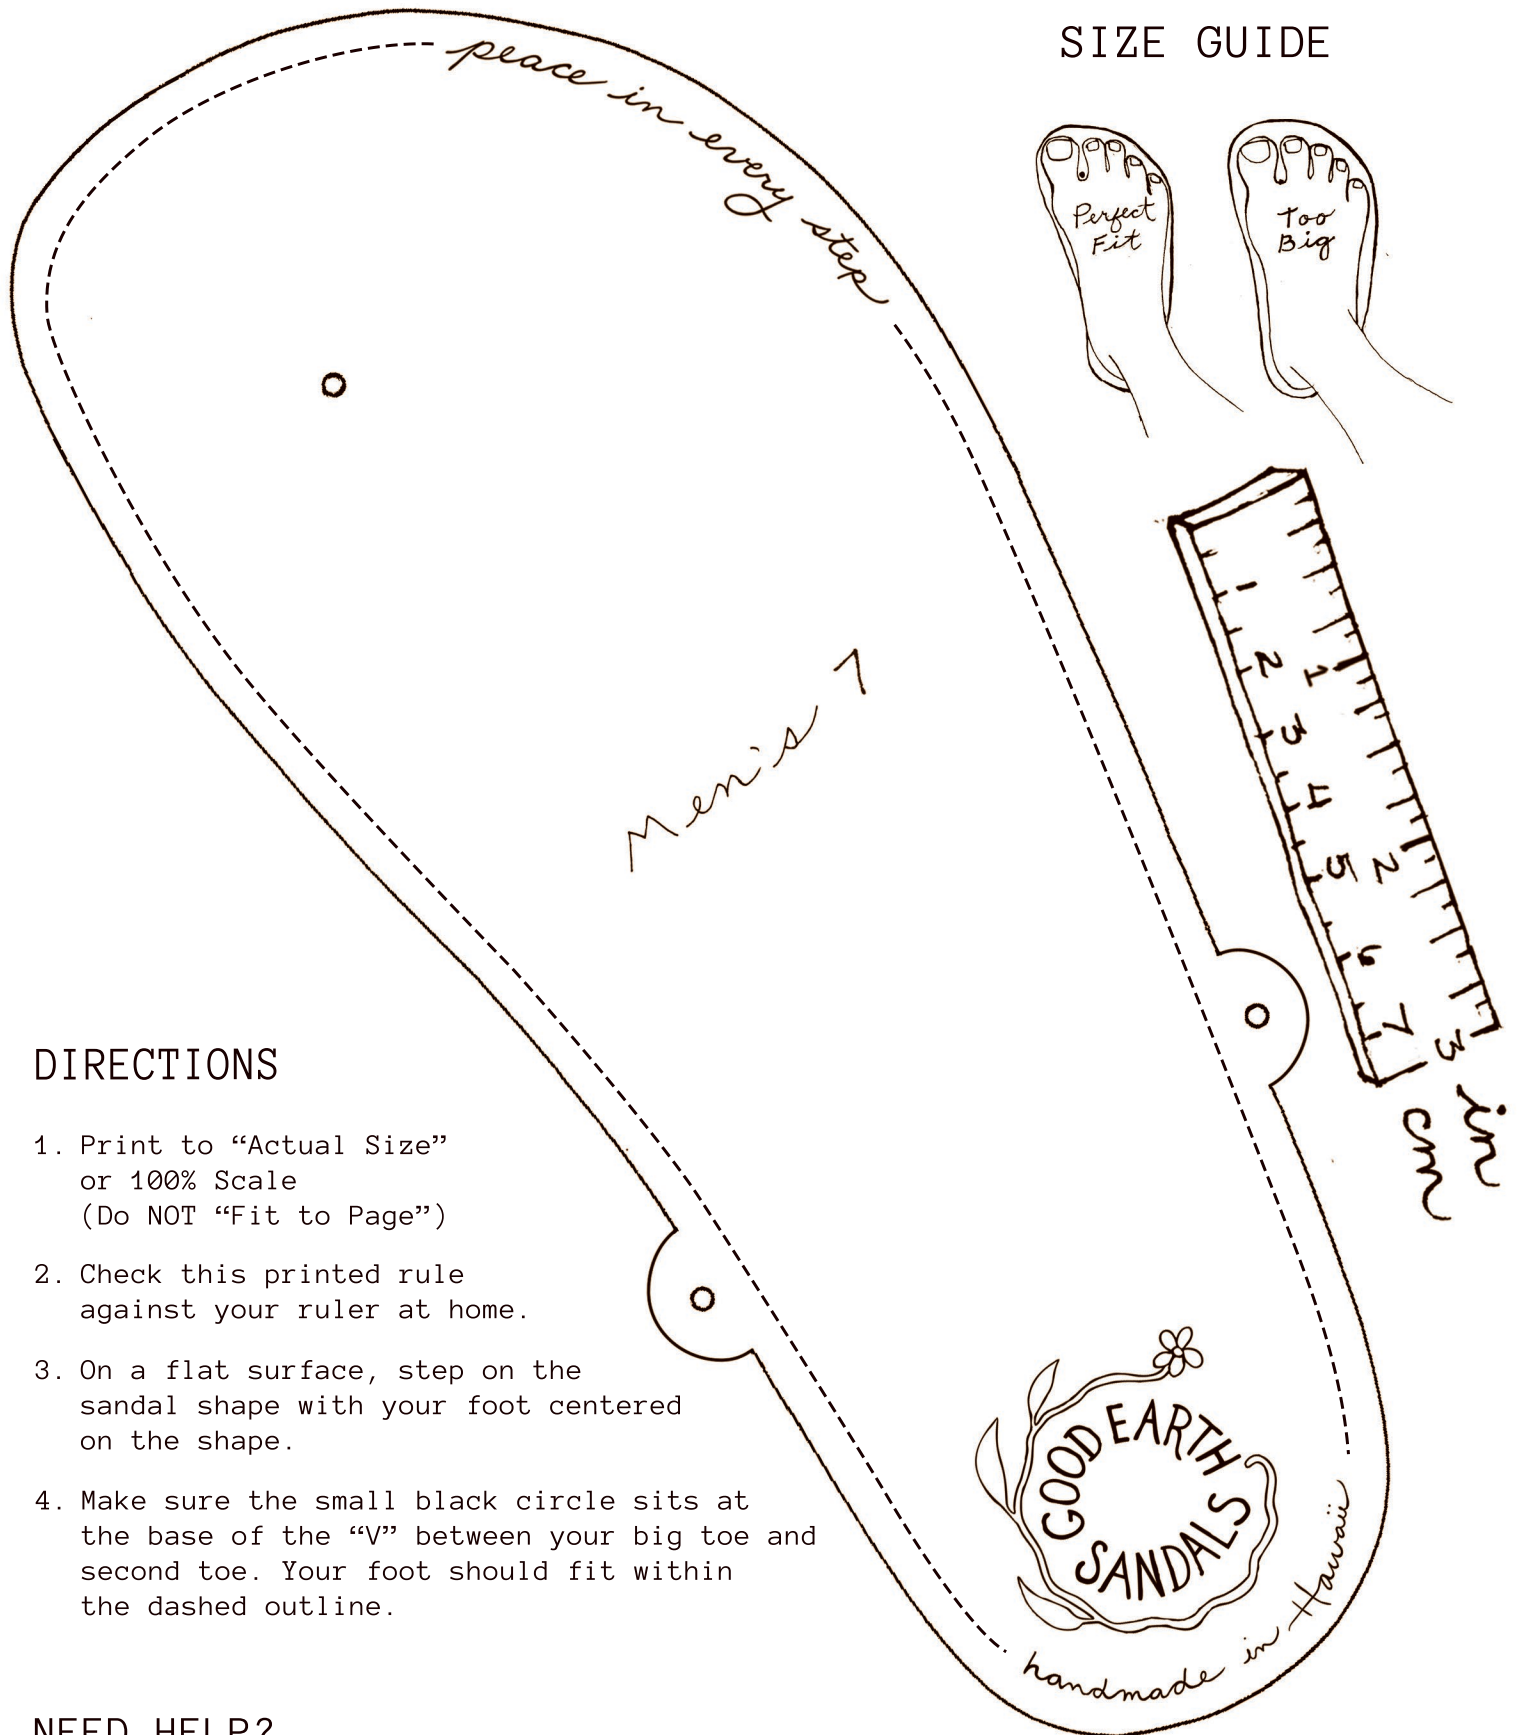 SIZE GUIDE
peace in every step
Perfect
Fit
Too
Big
Men's 7
1 2 3 4 5 6 7
1 2 3
in
cm
DIRECTIONS
1. Print to “Actual Size”
or 100% Scale
(Do NOT “Fit to Page”)
2. Check this printed rule
against your ruler at home.
3. On a flat surface, step on the
sandal shape with your foot centered
on the shape.
4. Make sure the small black circle sits at
the base of the “V” between your big toe and
second toe. Your foot should fit within
the dashed outline.
GOOD EARTH
SANDALS
handmade in Hawaii
NEED HELP?